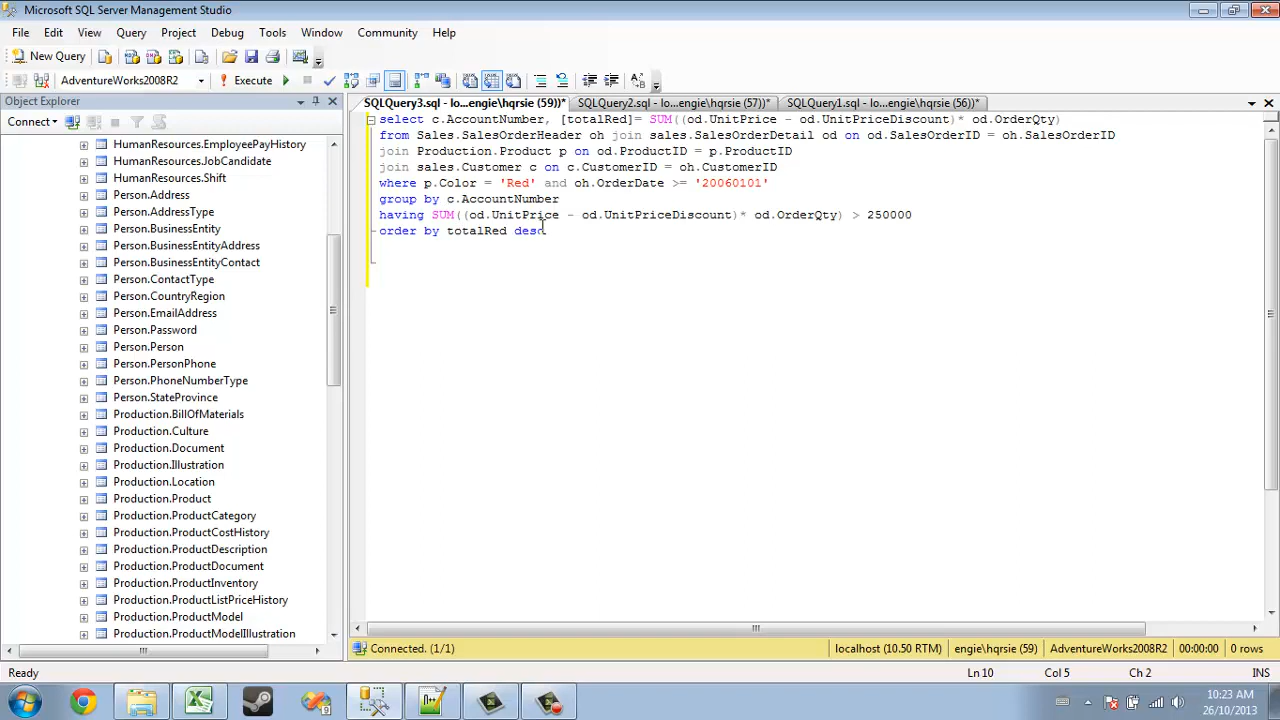 Microsoft SQL Server Management Studio
File Edit View Query Project Debug Tools Window Community Help
New Query
AdventureWorks2008R2 Execute
Object Explorer
SQLQuery3.sql - lo...engie\hqrsie (59))* SQLQuery2.sql - lo...engie\hqrsie (57))* SQLQuery1.sql - lo...engie\hqrsie (56))*
Connect
HumanResources.EmployeePayHistory
HumanResources.JobCandidate
HumanResources.Shift
Person.Address
Person.AddressType
Person.BusinessEntity
Person.BusinessEntityAddress
Person.BusinessEntityContact
Person.ContactType
Person.CountryRegion
Person.EmailAddress
Person.Password
Person.Person
Person.PersonPhone
Person.PhoneNumberType
Person.StateProvince
Production.BillOfMaterials
Production.Culture
Production.Document
Production.Illustration
Production.Location
Production.Product
Production.ProductCategory
Production.ProductCostHistory
Production.ProductDescription
Production.ProductDocument
Production.ProductInventory
Production.ProductListPriceHistory
Production.ProductModel
Production.ProductModelIllustration
select c.AccountNumber, [totalRed]= SUM((od.UnitPrice - od.UnitPriceDiscount)* od.OrderQty)
from Sales.SalesOrderHeader oh join sales.SalesOrderDetail od on od.SalesOrderID = oh.SalesOrderID
join Production.Product p on od.ProductID = p.ProductID
join sales.Customer c on c.CustomerID = oh.CustomerID
where p.Color = 'Red' and oh.OrderDate >= '20060101'
group by c.AccountNumber
having SUM((od.UnitPrice - od.UnitPriceDiscount)* od.OrderQty) > 250000
order by totalRed desc
Connected. (1/1) localhost (10.50 RTM) engie\hqrsie (59) AdventureWorks2008R2 00:00:00 0 rows
Ready Ln 10 Col 5 Ch 2 INS
10:23 AM
26/10/2013